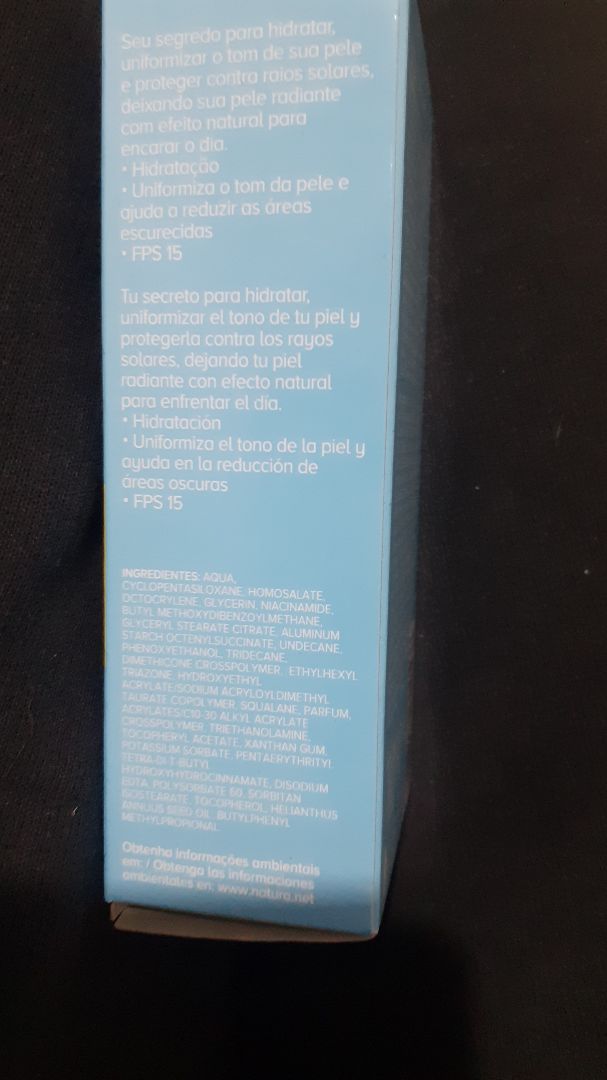 Seu segredo para hidratar,
uniformizar o tom de sua pele
e proteger contra raios solares,
deixando sua pele radiante
com efeito natural para
encarar o dia.
• Hidratação
• Uniformiza o tom da pele e
ajuda a reduzir as áreas
escurecidas
• FPS 15
Tu secreto para hidratar,
uniformizar el tono de tu piel y
protegerla contra los rayos
solares, dejando tu piel
radiante con efecto natural
para enfrentar el día.
• Hidratación
• Uniformiza el tono de la piel y
ayuda en la reducción de
áreas oscuras
• FPS 15
INGREDIENTES: AQUA,
CYCLOPENTASILOXANE, HOMOSALATE,
OCTOCRYLENE, GLYCERIN, NIACINAMIDE,
BUTYL METHOXYDIBENZOYLMETHANE,
GLYCERYL STEARATE CITRATE, ALUMINUM
STARCH OCTENYLSUCCINATE, UNDECANE,
PHENOXYETHANOL, TRIDECANE,
DIMETHICONE CROSSPOLYMER, ETHYLHEXYL
TRIAZONE, HYDROXYETHYL
ACRYLATE/SODIUM ACRYLOYLDIMETHYL
TAURATE COPOLYMER, SQUALANE, PARFUM,
ACRYLATES/C10-30 ALKYL ACRYLATE
CROSSPOLYMER, TRIETHANOLAMINE,
TOCOPHERYL ACETATE, XANTHAN GUM,
POTASSIUM SORBATE, PENTAERYTHRITYL
TETRA-DI-T-BUTYL
HYDROXYHYDROCINNAMATE, DISODIUM
EDTA, POLYSORBATE 60, SORBITAN
ISOSTEARATE, TOCOPHEROL, HELIANTHUS
ANNUUS SEED OIL, BUTYLPHENYL
METHYLPROPIONAL.
Obtenha informações ambientais
em: / Obtenga las informaciones
ambientales en: www.natura.net